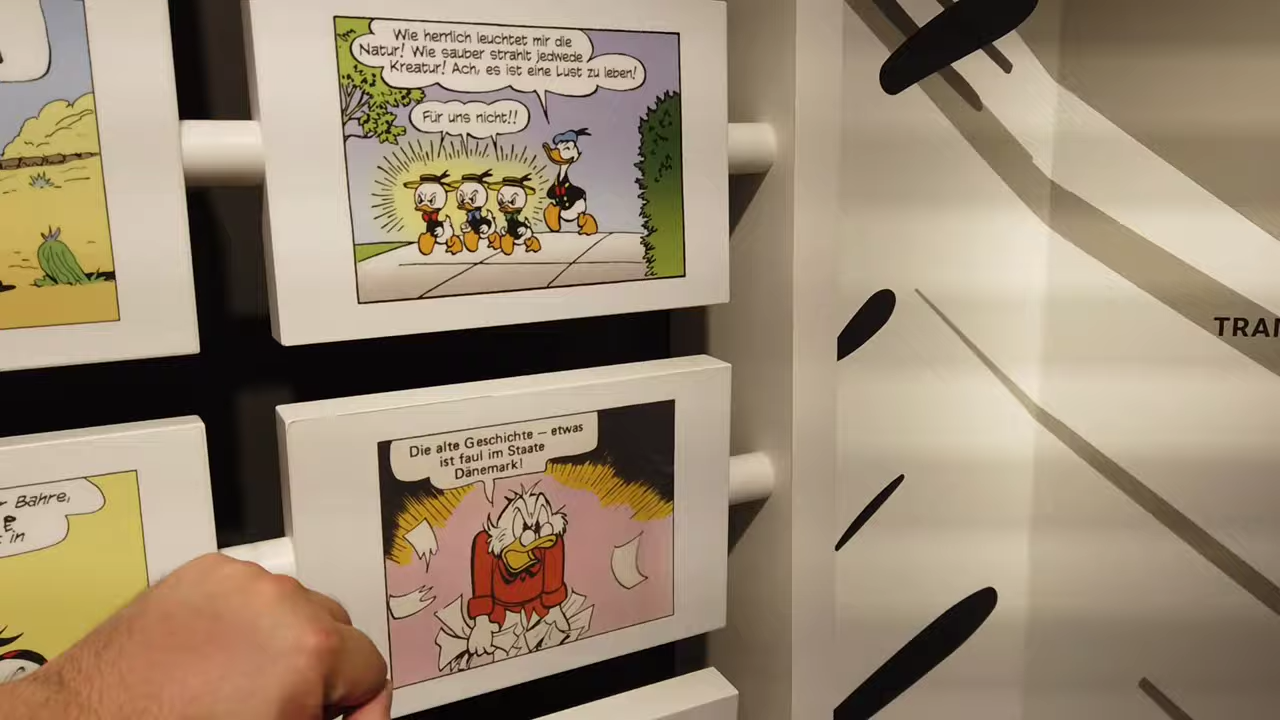 Wie herrlich leuchtet mir die
Natur! Wie sauber strahlt jedwede
Kreatur! Ach, es ist eine Lust zu leben!
Für uns nicht!!
Die alte Geschichte – etwas
ist faul im Staate
Dänemark!
Bahre,
in